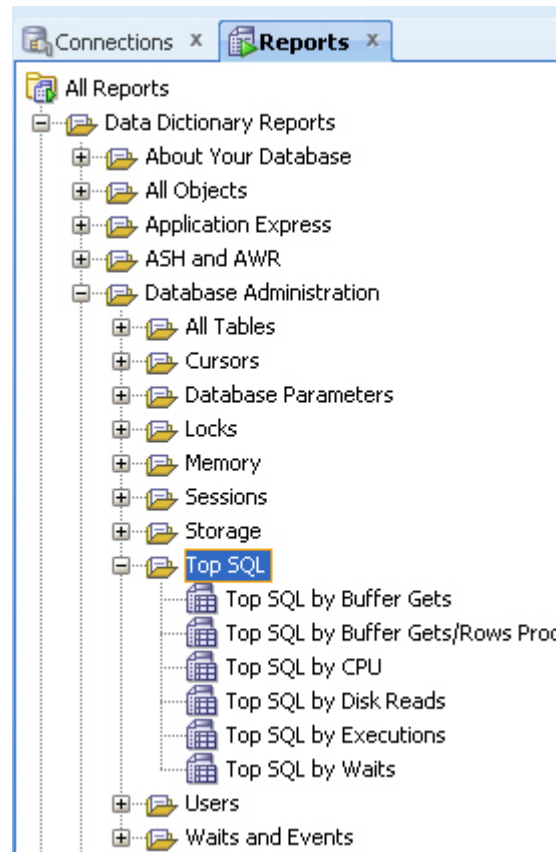 Connections x Reports x
All Reports
Data Dictionary Reports
About Your Database
All Objects
Application Express
ASH and AWR
Database Administration
All Tables
Cursors
Database Parameters
Locks
Memory
Sessions
Storage
Top SQL
Top SQL by Buffer Gets
Top SQL by Buffer Gets/Rows Proc
Top SQL by CPU
Top SQL by Disk Reads
Top SQL by Executions
Top SQL by Waits
Users
Waits and Events